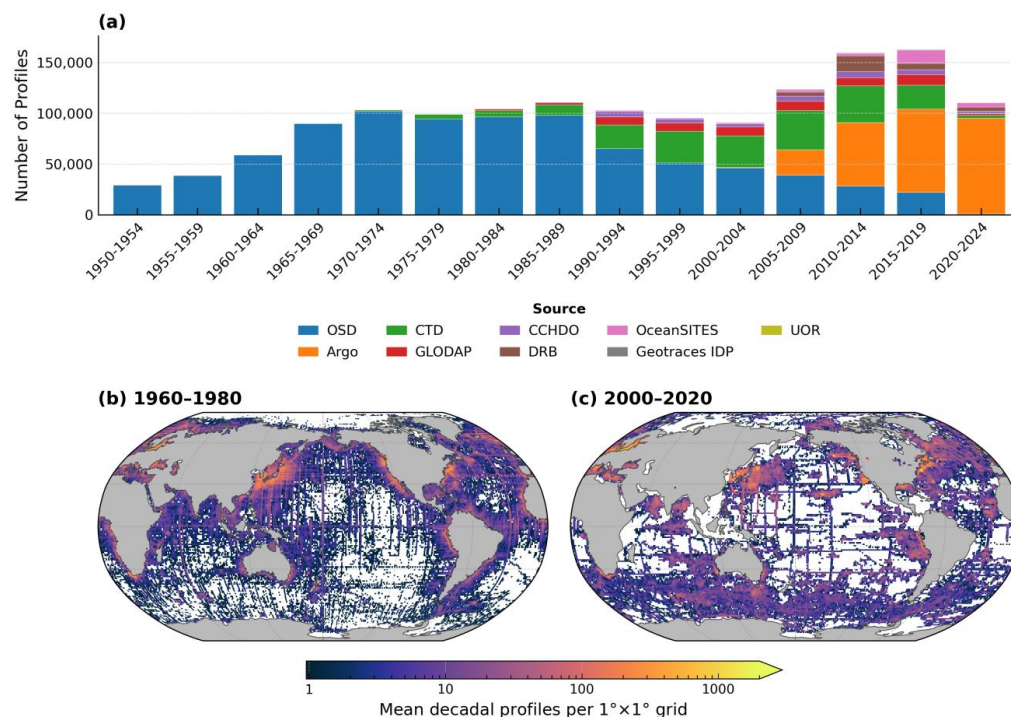 (a)
Number of Profiles
150,000
100,000
50,000
0
1950-1954
1955-1959
1960-1964
1965-1969
1970-1974
1975-1979
1980-1984
1985-1989
1990-1994
1995-1999
2000-2004
2005-2009
2010-2014
2015-2019
2020-2024
Source
OSD CTD CCHDO OceanSITES UOR
Argo GLODAP DRB Geotraces IDP
(b) 1960–1980 (c) 2000–2020
1 10 100 1000
Mean decadal profiles per 1°×1° grid